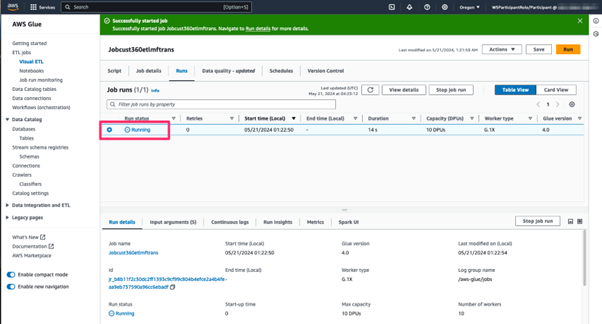 aws
Services
Search
[Option+S]
Oregon
WSParticipantRole/Participant@
AWS Glue
Getting started
ETL jobs
Visual ETL
Notebooks
Job run monitoring
Data Catalog tables
Data connections
Workflows (orchestration)
Data Catalog
Databases
Tables
Stream schema registries
Schemas
Connections
Crawlers
Classifiers
Catalog settings
Data Integration and ETL
Legacy pages
What's New
Documentation
AWS Marketplace
Enable compact mode
Enable new navigation
Successfully started job
Successfully started job Jobcust360etlmftrans. Navigate to Run details for more details.
Jobcust360etlmftrans
Last modified on 5/21/2024, 1:21:58 AM
Actions
Save
Run
Script
Job details
Runs
Data quality - updated
Schedules
Version Control
Job runs (1/1) Info
Last updated (UTC)
May 21, 2024 at 04:23:12
View details
Stop job run
Table View
Card View
Filter job runs by property
1
Run status
Retries
Start time (Local)
End time (Local)
Duration
Capacity (DPUs)
Worker type
Glue version
Running
0
05/21/2024 01:22:50
-
14 s
10 DPUs
G.1X
4.0
Run details
Input arguments (5)
Continuous logs
Run insights
Metrics
Spark UI
Stop job run
Job name
Start time (Local)
Glue version
Last modified on (Local)
Jobcust360etlmftrans
05/21/2024 01:22:50
4.0
05/21/2024 01:22:54
Id
End time (Local)
Worker type
Log group name
-
G.1X
/aws-glue/jobs
Run status
Start-up time
Max capacity
Number of workers
Running
0
10 DPUs
10